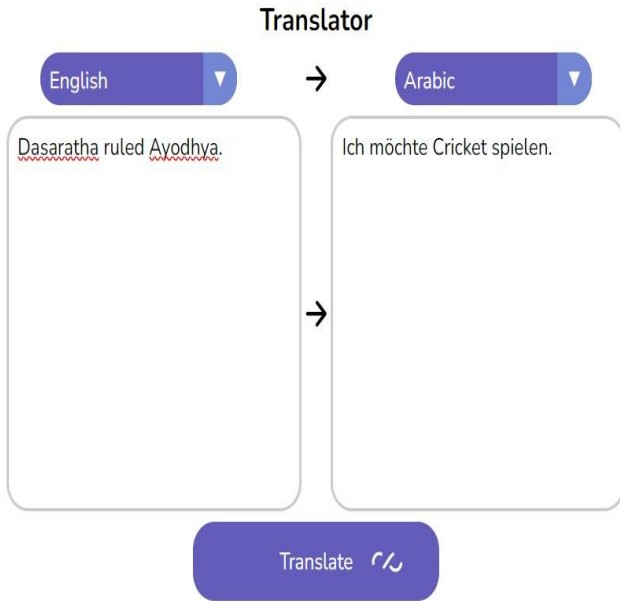 Translator
English
Arabic
Dasaratha ruled Ayodhya.
Ich möchte Cricket spielen.
Translate